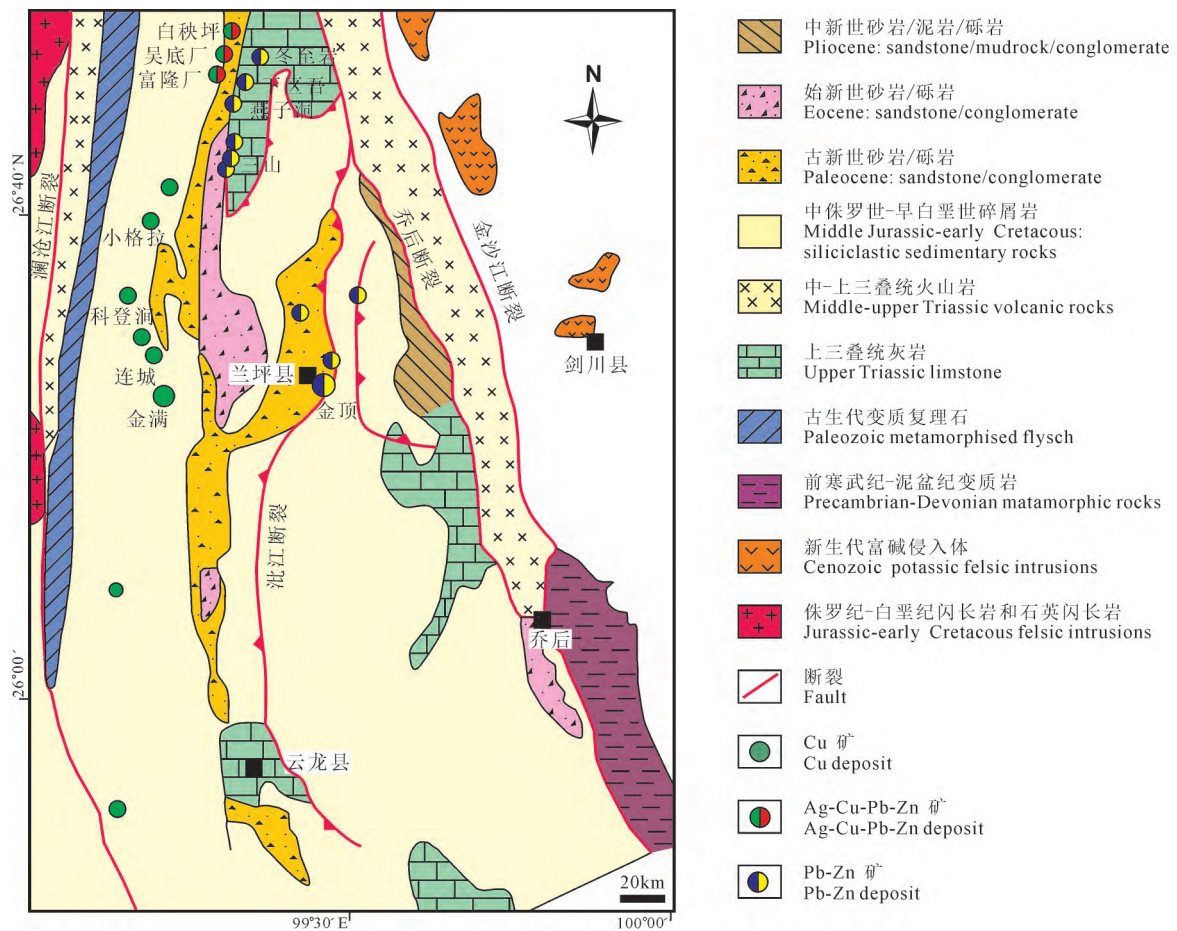 白秧坪
吴底厂
富隆厂
冬至岩
燕子洞
三山
N
26°40′N
澜沧江断裂
小格拉
乔后断裂
金沙江断裂
科登涧
连城
金满
兰坪县
金顶
剑川县
沘江断裂
乔后
26°00′
云龙县
20km
99°30′E
100°00′
中新世砂岩/泥岩/砾岩
Pliocene: sandstone/mudrock/conglomerate
始新世砂岩/砾岩
Eocene: sandstone/conglomerate
古新世砂岩/砾岩
Paleocene: sandstone/conglomerate
中侏罗世-早白垩世碎屑岩
Middle Jurassic-early Cretacous:
siliciclastic sedimentary rocks
中-上三叠统火山岩
Middle-upper Triassic volcanic rocks
上三叠统灰岩
Upper Triassic limstone
古生代变质复理石
Paleozoic metamorphised flysch
前寒武纪-泥盆纪变质岩
Precambrian-Devonian matamorphic rocks
新生代富碱侵入体
Cenozoic potassic felsic intrusions
侏罗纪-白垩纪闪长岩和石英闪长岩
Jurassic-early Cretacous felsic intrusions
断裂
Fault
Cu 矿
Cu deposit
Ag-Cu-Pb-Zn 矿
Ag-Cu-Pb-Zn deposit
Pb-Zn 矿
Pb-Zn deposit